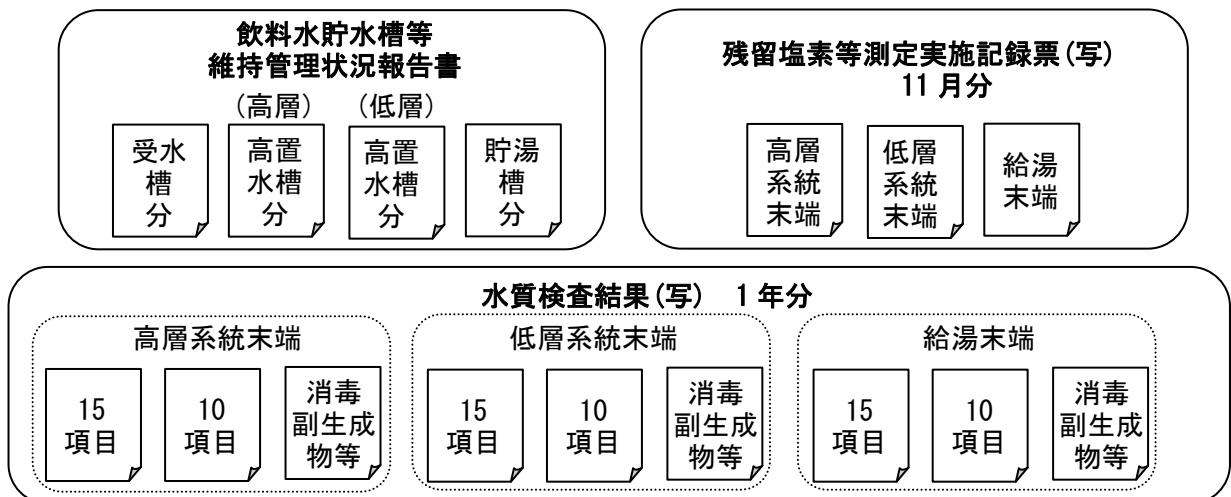 飲料水貯水槽等
維持管理状況報告書
(高層)
(低層)
受水
槽
分
高置
水槽
分
高置
水槽
分
貯湯
槽
分
残留塩素等測定実施記録票(写)
11月分
高層
系統
末端
低層
系統
末端
給湯
末端
水質検査結果(写) 1年分
高層系統末端
15
項目
10
項目
消毒
副生成
物等
低層系統末端
15
項目
10
項目
消毒
副生成
物等
給湯末端
15
項目
10
項目
消毒
副生成
物等